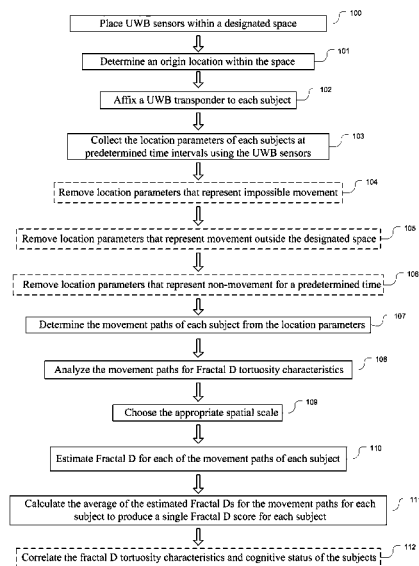 100
Place UWB sensors within a designated space
101
Determine an origin location within the space
102
Affix a UWB transponder to each subject
103
Collect the location parameters of each subjects at
predetermined time intervals using the UWB sensors
104
Remove location parameters that represent impossible movement
105
Remove location parameters that represent movement outside the designated space
106
Remove location parameters that represent non-movement for a predetermined time
107
Determine the movement paths of each subject from the location parameters
108
Analyze the movement paths for Fractal D tortuosity characteristics
109
Choose the appropriate spatial scale
110
Estimate Fractal D for each of the movement paths of each subject
111
Calculate the average of the estimated Fractal Ds for the movement paths for each
subject to produce a single Fractal D score for each subject
112
Correlate the fractal D tortuosity characteristics and cognitive status of the subjects